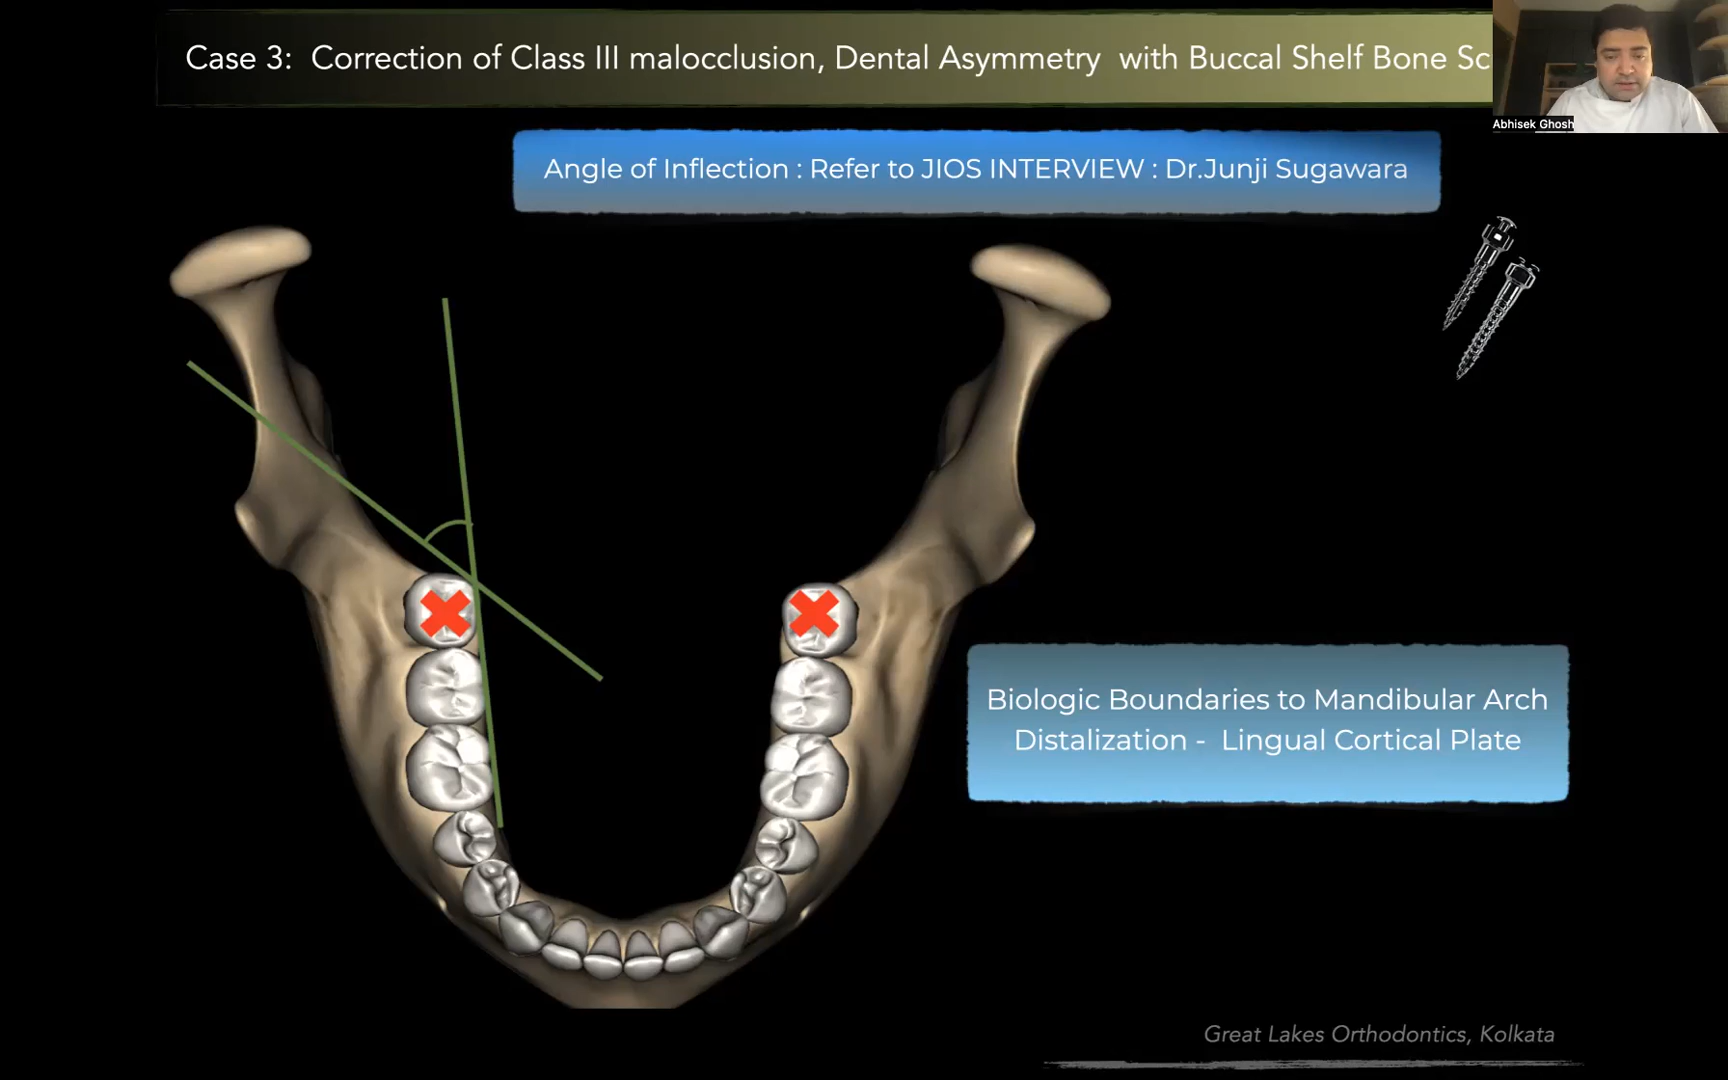 Case 3: Correction of Class III malocclusion, Dental Asymmetry with Buccal Shelf Bone Sc
Abhisek Ghosh
Angle of Inflection : Refer to JIOS INTERVIEW : Dr.Junji Sugawara
Biologic Boundaries to Mandibular Arch
Distalization - Lingual Cortical Plate
Great Lakes Orthodontics, Kolkata